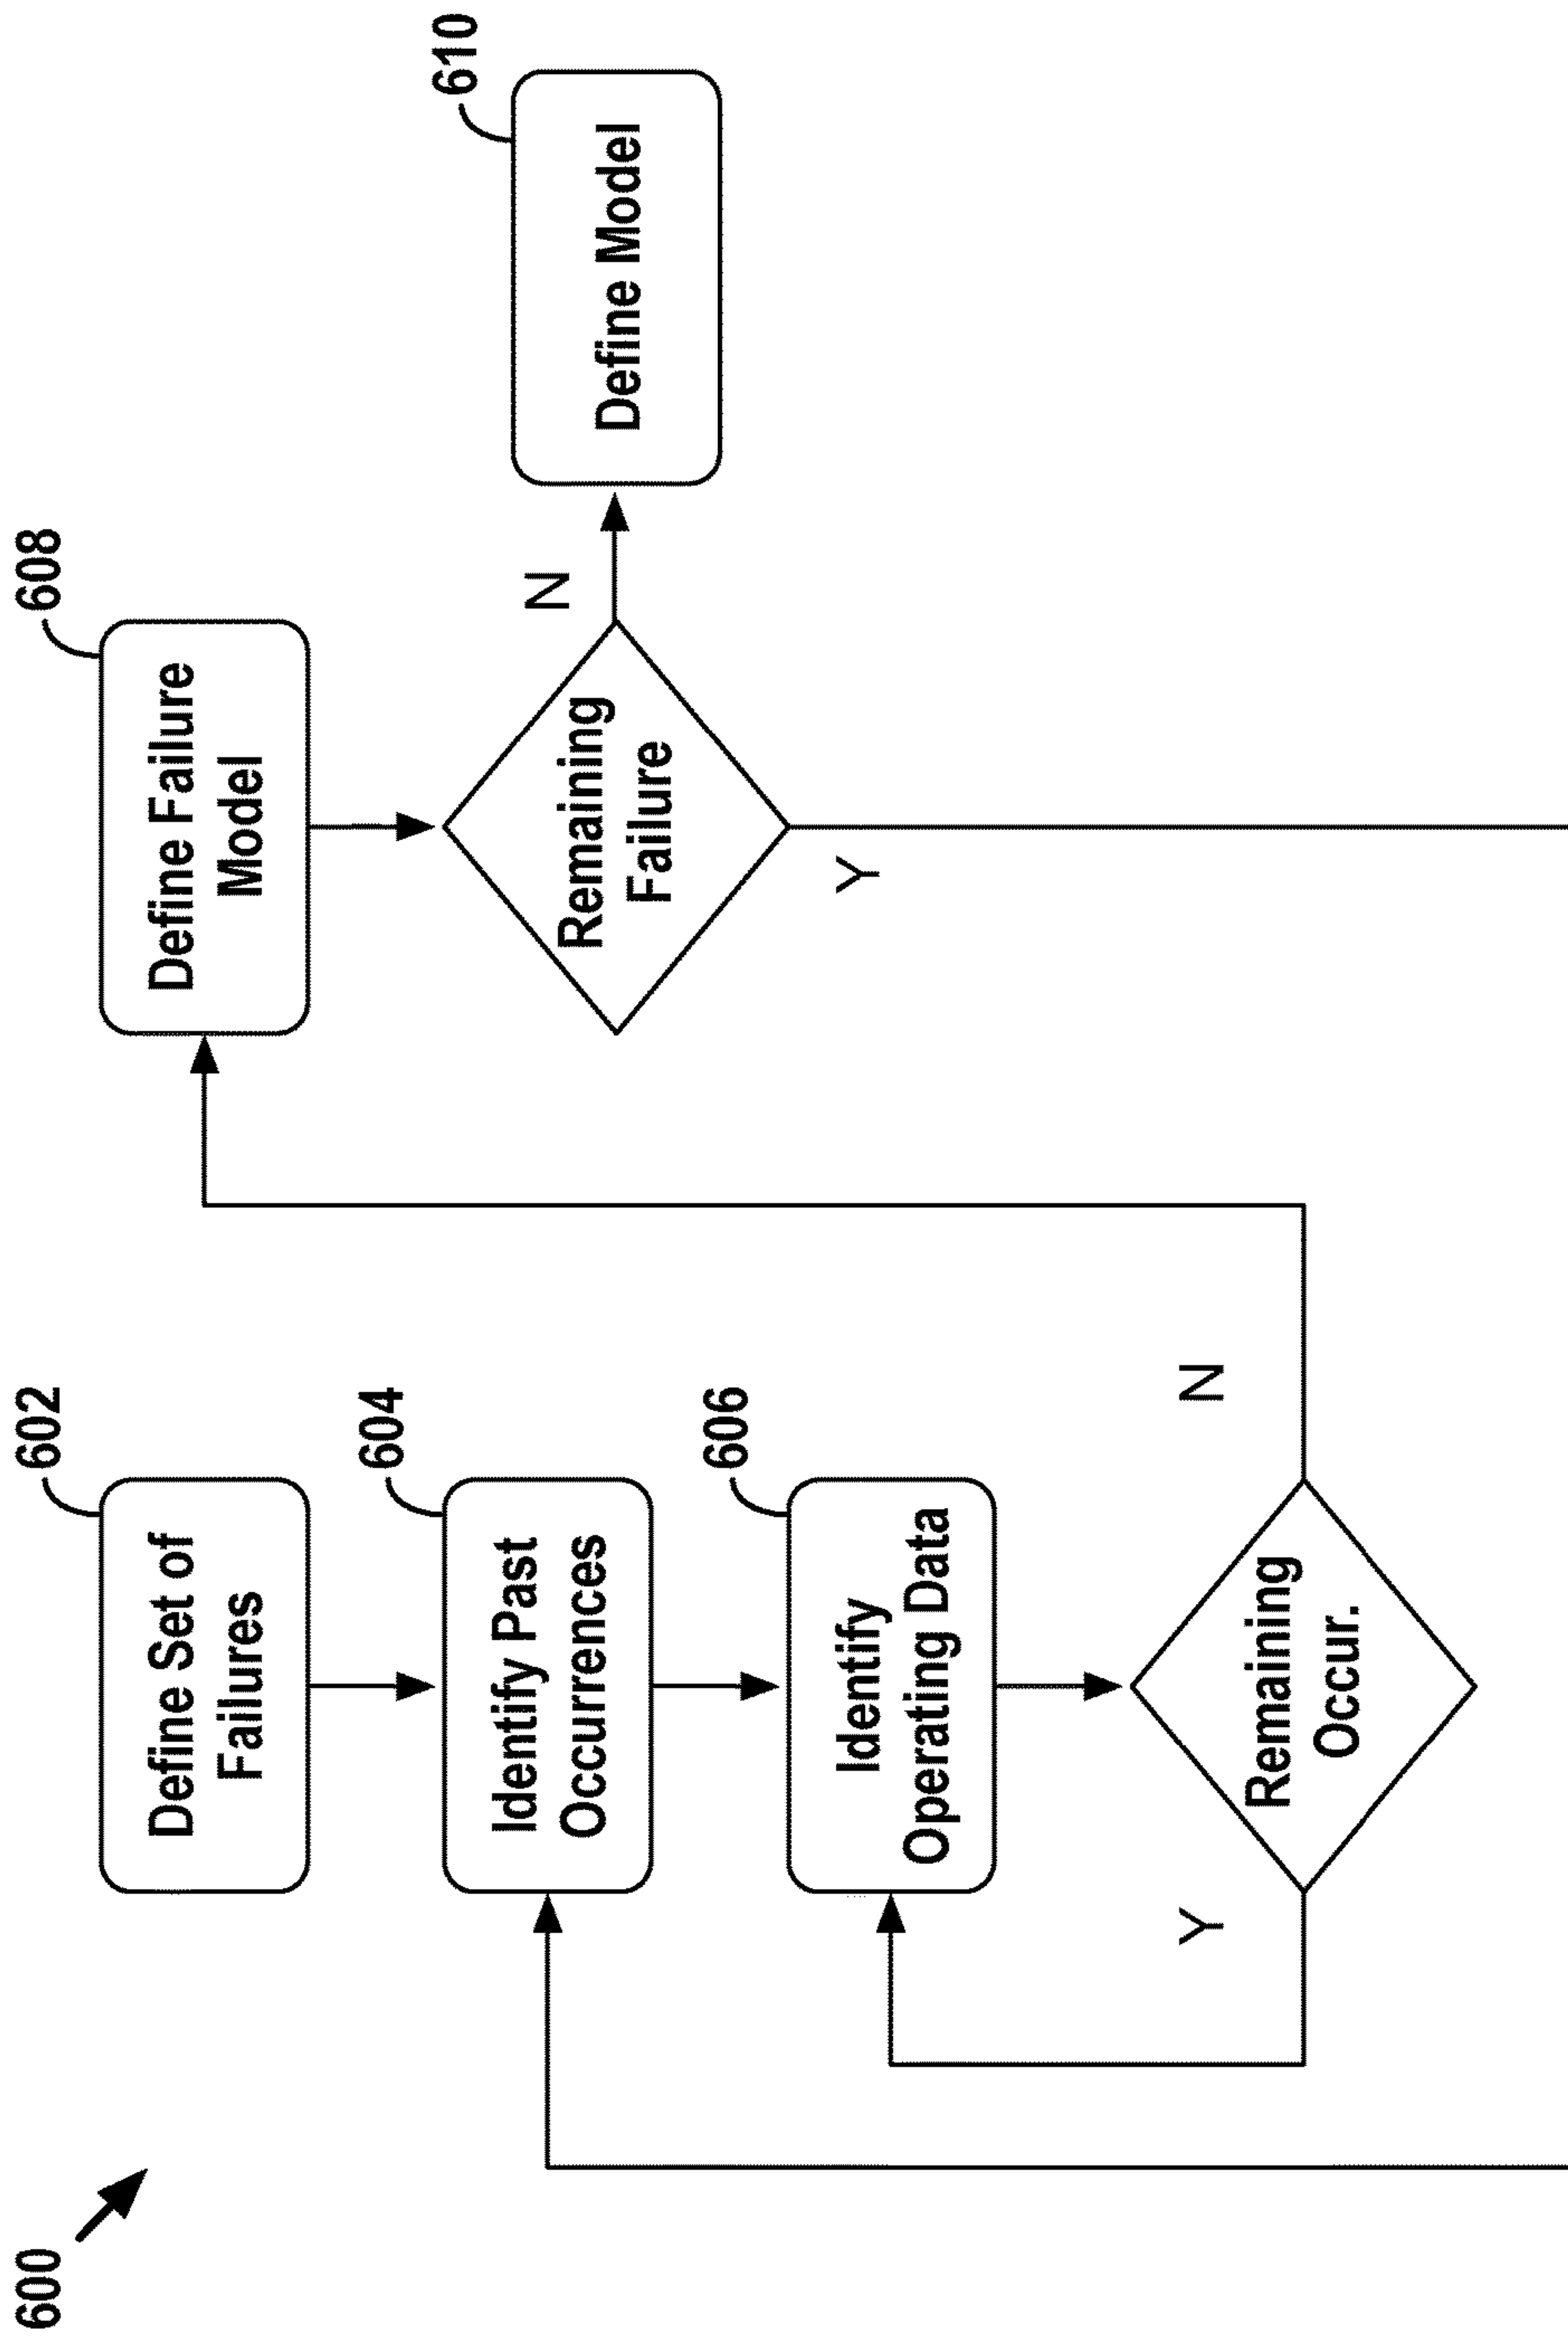 600
602
Define Set of
Failures
604
Identify Past
Occurrences
606
Identify
Operating Data
Remaining
Occur.
Y
N
608
Define Failure
Model
Remaining
Failure
Y
N
610
Define Model